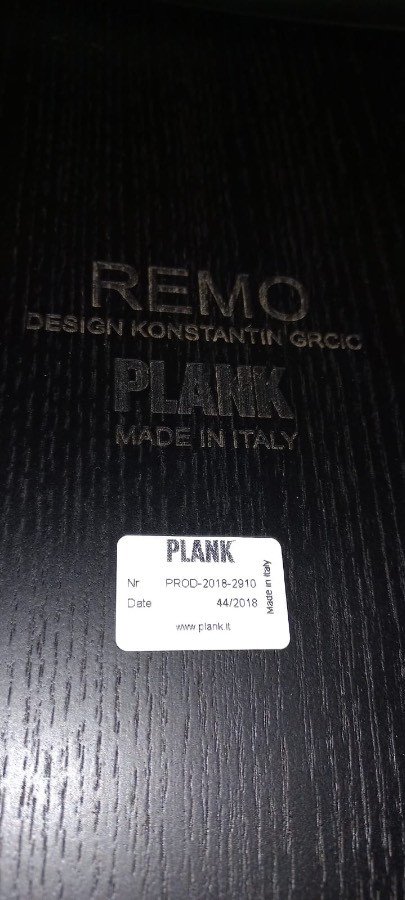 REMO
DESIGN KONSTANTIN GRCIC
PLANK
MADE IN ITALY
PLANK
Nr PROD-2018-2910
Date 44/2018
www.plank.it
Made in Italy